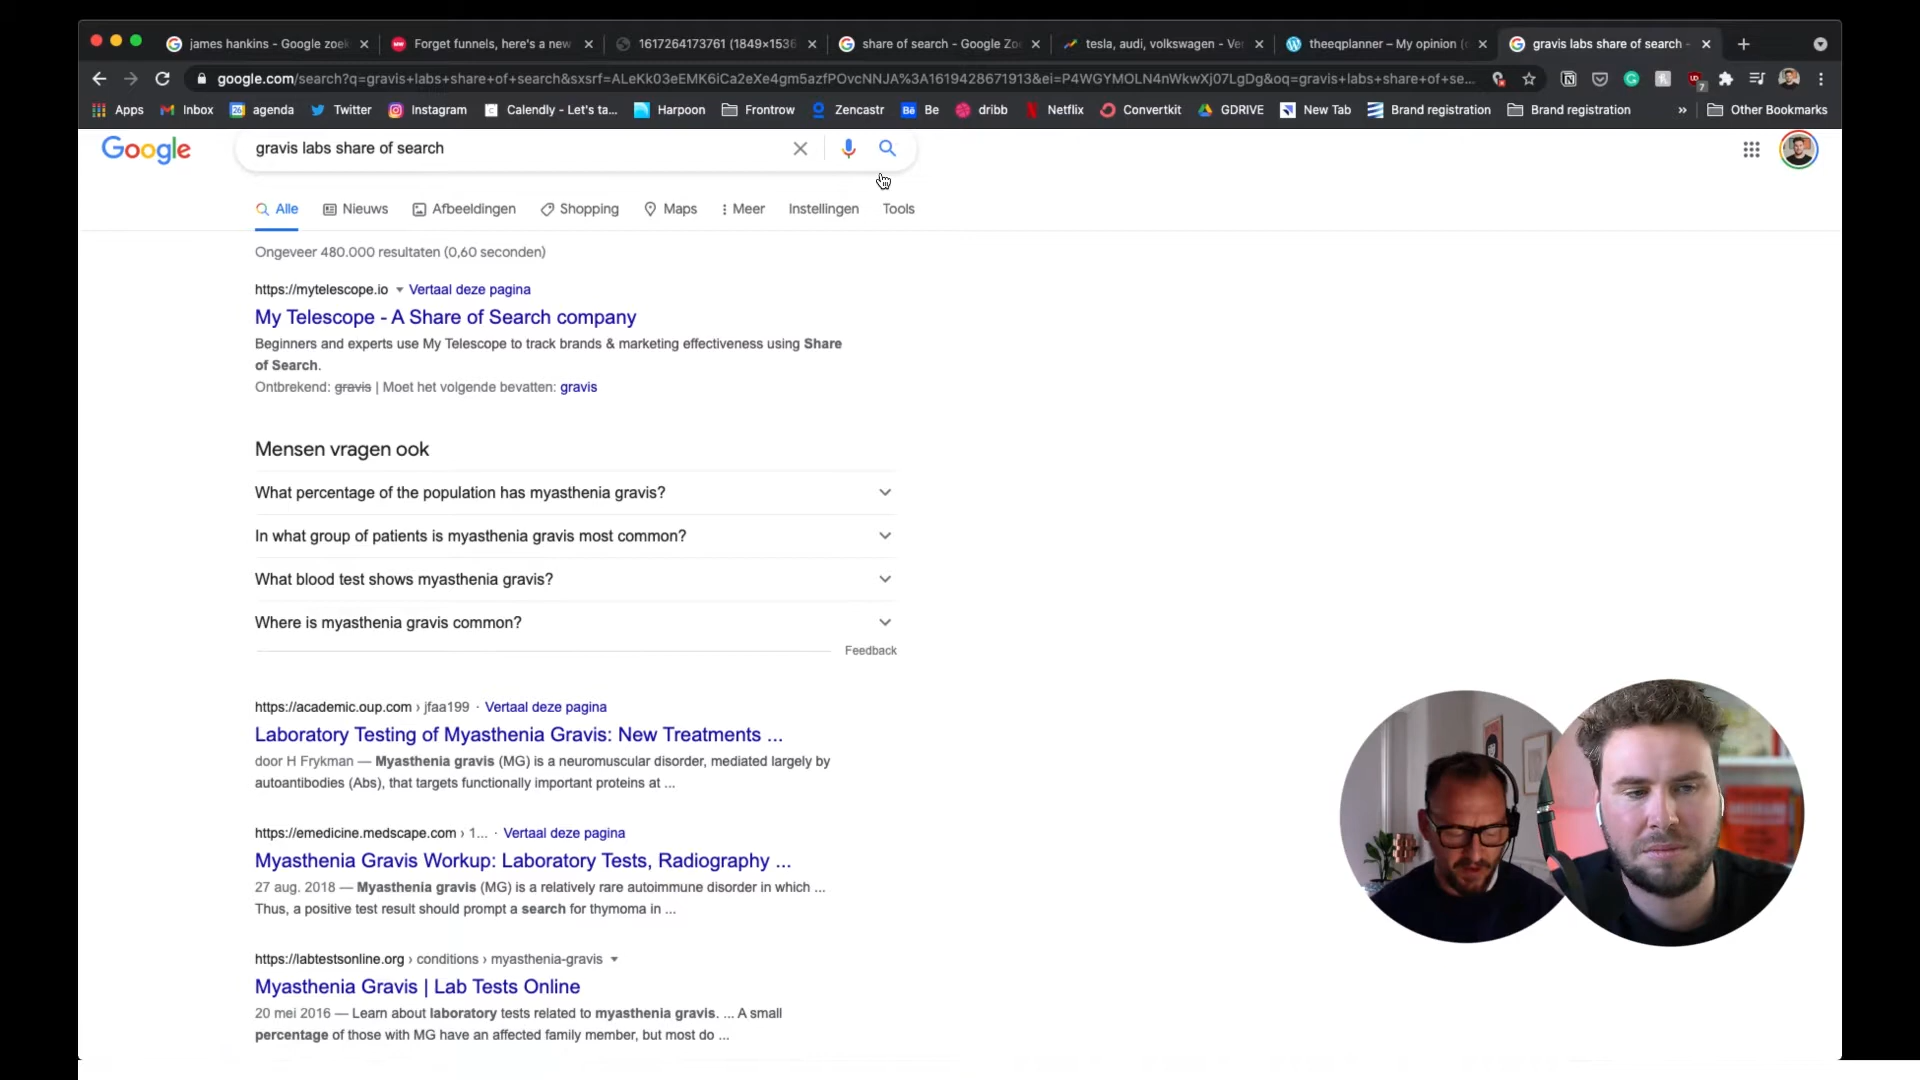 james hankins - Google zoek
Forget funnels, here's a new
1617264173761 (1849×1536
share of search - Google Zo
tesla, audi, volkswagen - Ve
theeqplanner – My opinion (
gravis labs share of search -
google.com/search?q=gravis+labs+share+of+search&sxsrf=ALeKk03eEMK6iCa2eXe4gm5azfPOvcNNJA%3A1619428671913&ei=P4WGYMOLN4nWkwXj07LgDg&oq=gravis+labs+share+of+se...
7
Apps
Inbox
26
agenda
Twitter
Instagram
Calendly - Let's ta...
Harpoon
Frontrow
Zencastr
Bē
Be
dribb
Netflix
Convertkit
GDRIVE
New Tab
Brand registration
Brand registration
»
Other Bookmarks
Google
gravis labs share of search
Alle
Nieuws
Afbeeldingen
Shopping
Maps
Meer
Instellingen
Tools
Ongeveer 480.000 resultaten (0,60 seconden)
https://mytelescope.io
Vertaal deze pagina
My Telescope - A Share of Search company
Beginners and experts use My Telescope to track brands & marketing effectiveness using Share
of Search.
Ontbrekend: gravis | Moet het volgende bevatten: gravis
Mensen vragen ook
What percentage of the population has myasthenia gravis?
In what group of patients is myasthenia gravis most common?
What blood test shows myasthenia gravis?
Where is myasthenia gravis common?
Feedback
https://academic.oup.com › jfaa199 · Vertaal deze pagina
Laboratory Testing of Myasthenia Gravis: New Treatments ...
door H Frykman — Myasthenia gravis (MG) is a neuromuscular disorder, mediated largely by
autoantibodies (Abs), that targets functionally important proteins at ...
https://emedicine.medscape.com › 1... · Vertaal deze pagina
Myasthenia Gravis Workup: Laboratory Tests, Radiography ...
27 aug. 2018 — Myasthenia gravis (MG) is a relatively rare autoimmune disorder in which ...
Thus, a positive test result should prompt a search for thymoma in ...
https://labtestsonline.org › conditions › myasthenia-gravis
Myasthenia Gravis | Lab Tests Online
20 mei 2016 — Learn about laboratory tests related to myasthenia gravis. ... A small
percentage of those with MG have an affected family member, but most do ...